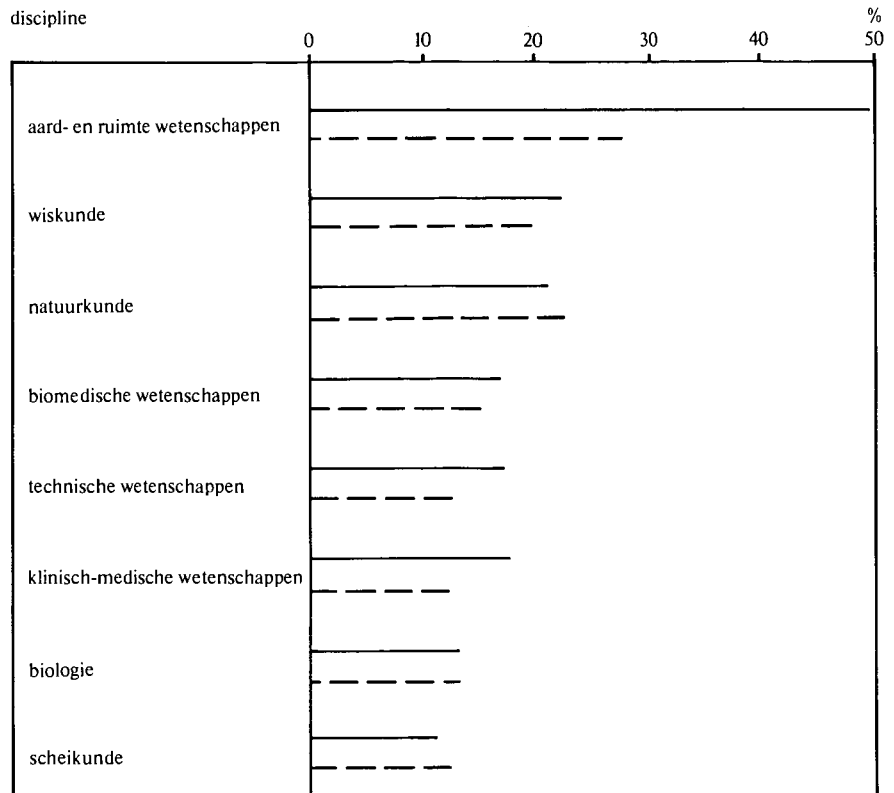 discipline %
0 10 20 30 40 50
aard- en ruimte wetenschappen
wiskunde
natuurkunde
biomedische wetenschappen
technische wetenschappen
klinisch-medische wetenschappen
biologie
scheikunde